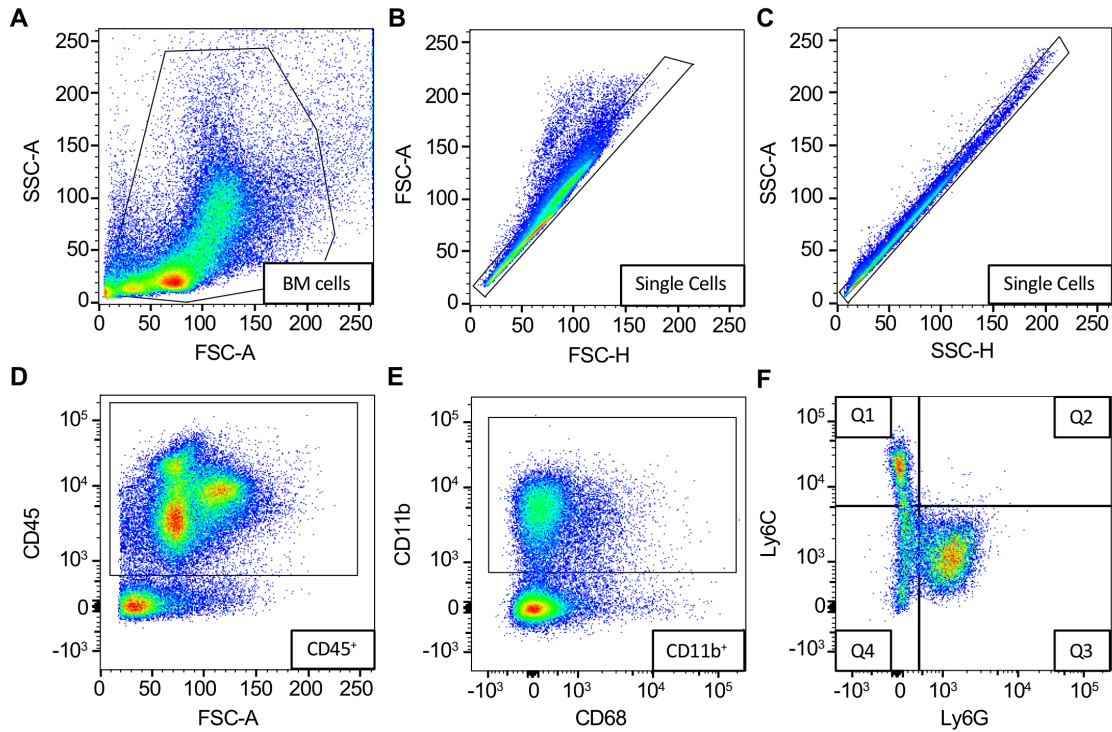 A
250
200
150
100
50
0
SSC-A
BM cells
0 50 100 150 200 250
FSC-A
B
250
200
150
100
50
0
FSC-A
Single Cells
0 50 100 150 200 250
FSC-H
C
250
200
150
100
50
0
SSC-A
Single Cells
0 50 100 150 200 250
SSC-H
D
10⁵
10⁴
10³
0
-10³
CD45
CD45⁺
0 50 100 150 200 250
FSC-A
E
10⁵
10⁴
10³
0
-10³
CD11b
CD11b⁺
-10³ 0 10³ 10⁴ 10⁵
CD68
F
Q1 Q2
10⁵
10⁴
10³
0
-10³
Ly6C
Q4 Q3
-10³ 0 10³ 10⁴ 10⁵
Ly6G